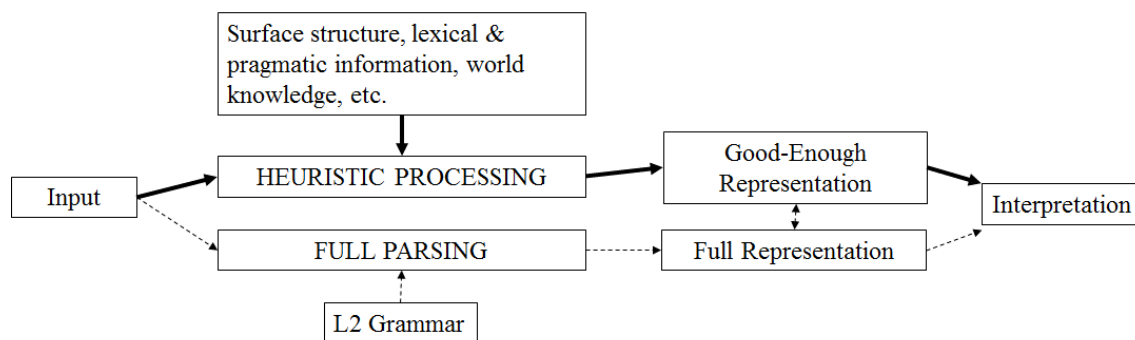 Surface structure, lexical &
pragmatic information, world
knowledge, etc.
Input
HEURISTIC PROCESSING
Good-Enough
Representation
Interpretation
FULL PARSING
Full Representation
L2 Grammar